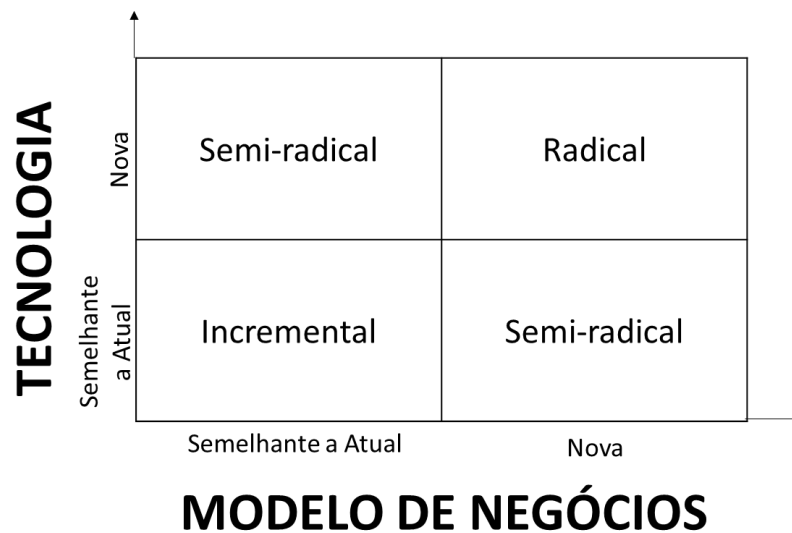 TECNOLOGIA
Nova
Semelhante
a Atual
Semi-radical
Radical
Incremental
Semi-radical
Semelhante a Atual
Nova
MODELO DE NEGÓCIOS